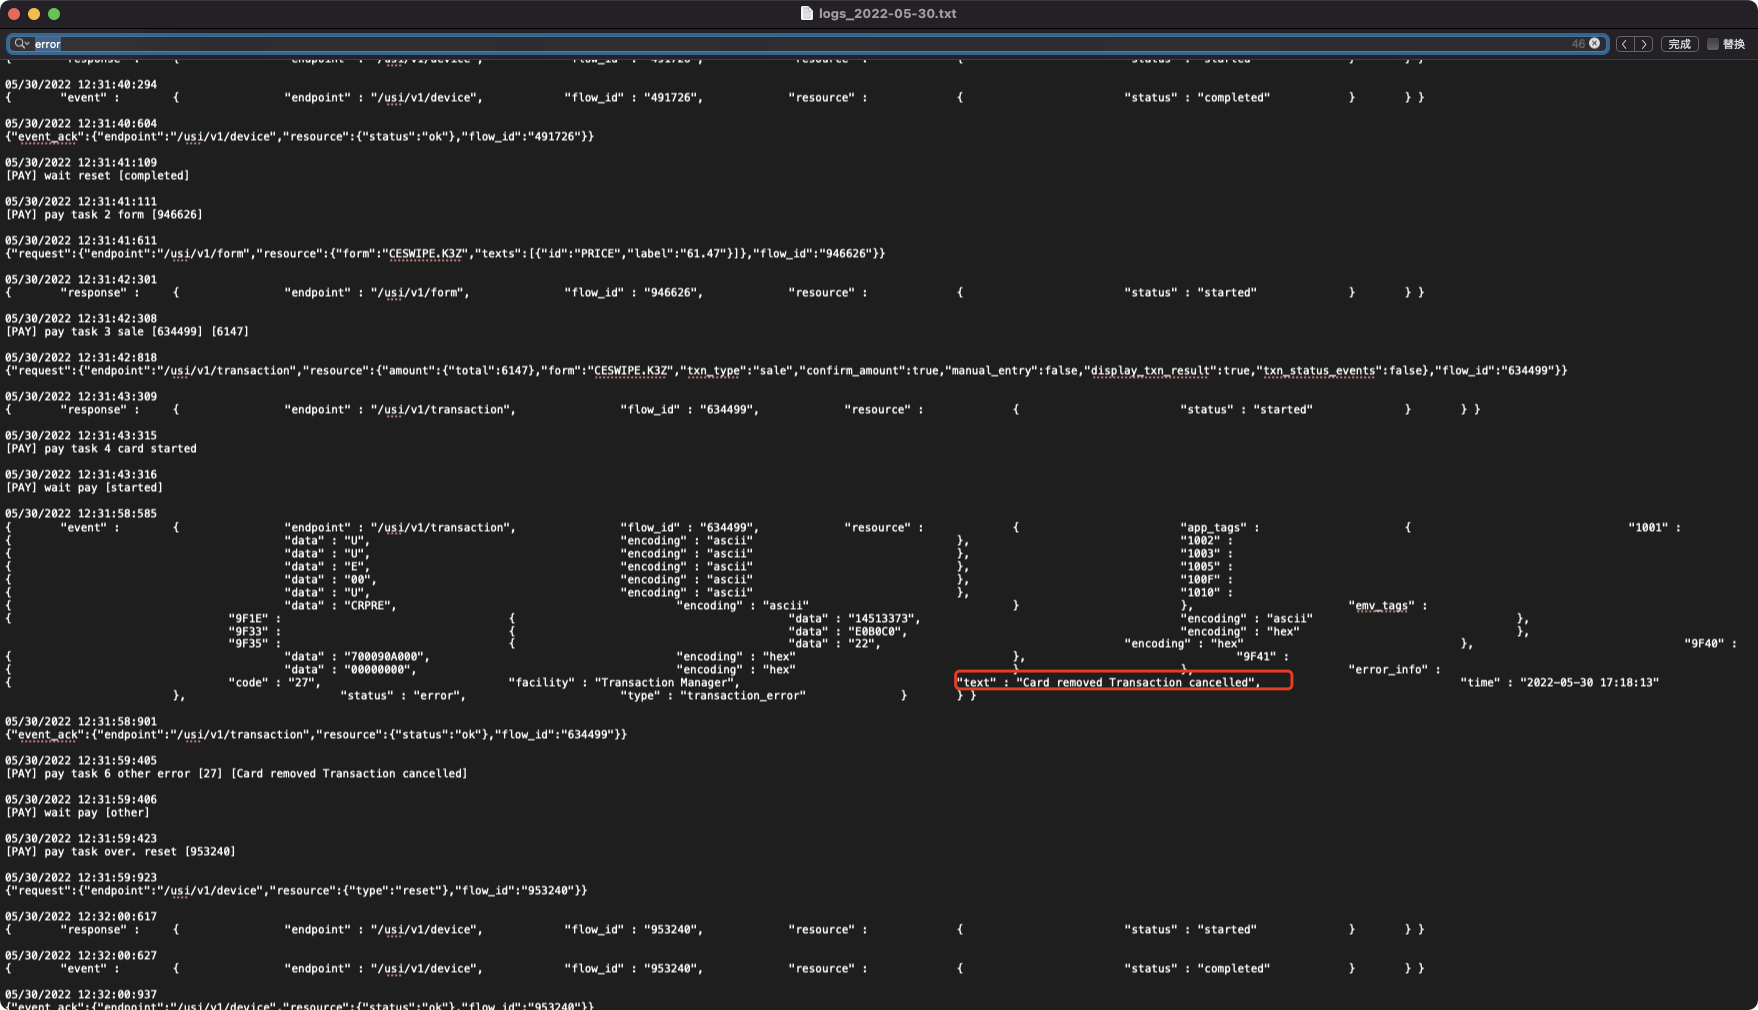 logs_2022-05-30.txt
error 46 完成 替换
"response" : { "endpoint" : "/usi/v1/device", "flow_id" : "491726", "resource" : { "status" : "started" } } }
05/30/2022 12:31:40:294
{ "event" : { "endpoint" : "/usi/v1/device", "flow_id" : "491726", "resource" : { "status" : "completed" } } }
05/30/2022 12:31:40:604
{"event_ack":{"endpoint":"/usi/v1/device","resource":{"status":"ok"},"flow_id":"491726"}}
05/30/2022 12:31:41:109
[PAY] wait reset [completed]
05/30/2022 12:31:41:111
[PAY] pay task 2 form [946626]
05/30/2022 12:31:41:611
{"request":{"endpoint":"/usi/v1/form","resource":{"form":"CESWIPE.K3Z","texts":[{"id":"PRICE","label":"61.47"}]},"flow_id":"946626"}}
05/30/2022 12:31:42:301
{ "response" : { "endpoint" : "/usi/v1/form", "flow_id" : "946626", "resource" : { "status" : "started" } } }
05/30/2022 12:31:42:308
[PAY] pay task 3 sale [634499] [6147]
05/30/2022 12:31:42:818
{"request":{"endpoint":"/usi/v1/transaction","resource":{"amount":{"total":6147},"form":"CESWIPE.K3Z","txn_type":"sale","confirm_amount":true,"manual_entry":false,"display_txn_result":true,"txn_status_events":false},"flow_id":"634499"}}
05/30/2022 12:31:43:309
{ "response" : { "endpoint" : "/usi/v1/transaction", "flow_id" : "634499", "resource" : { "status" : "started" } } }
05/30/2022 12:31:43:315
[PAY] pay task 4 card started
05/30/2022 12:31:43:316
[PAY] wait pay [started]
05/30/2022 12:31:58:585
{ "event" : { "endpoint" : "/usi/v1/transaction", "flow_id" : "634499", "resource" : { "app_tags" : { "1001" :
{ "data" : "U", "encoding" : "ascii" }, "1002" :
{ "data" : "U", "encoding" : "ascii" }, "1003" :
{ "data" : "E", "encoding" : "ascii" }, "1005" :
{ "data" : "00", "encoding" : "ascii" }, "100F" :
{ "data" : "U", "encoding" : "ascii" }, "1010" :
{ "data" : "CRPRE", "encoding" : "ascii" } }, "emv_tags" :
{ "9F1E" : { "data" : "14513373", "encoding" : "ascii" },
"9F33" : { "data" : "E0B0C0", "encoding" : "hex" },
"9F35" : { "data" : "22", "encoding" : "hex" }, "9F40" :
{ "data" : "700090A000", "encoding" : "hex" }, "9F41" :
{ "data" : "00000000", "encoding" : "hex" } }, "error_info" :
{ "code" : "27", "facility" : "Transaction Manager", "text" : "Card removed Transaction cancelled", "time" : "2022-05-30 17:18:13"
}, "status" : "error", "type" : "transaction_error" } } }
05/30/2022 12:31:58:901
{"event_ack":{"endpoint":"/usi/v1/transaction","resource":{"status":"ok"},"flow_id":"634499"}}
05/30/2022 12:31:59:405
[PAY] pay task 6 other error [27] [Card removed Transaction cancelled]
05/30/2022 12:31:59:406
[PAY] wait pay [other]
05/30/2022 12:31:59:423
[PAY] pay task over. reset [953240]
05/30/2022 12:31:59:923
{"request":{"endpoint":"/usi/v1/device","resource":{"type":"reset"},"flow_id":"953240"}}
05/30/2022 12:32:00:617
{ "response" : { "endpoint" : "/usi/v1/device", "flow_id" : "953240", "resource" : { "status" : "started" } } }
05/30/2022 12:32:00:627
{ "event" : { "endpoint" : "/usi/v1/device", "flow_id" : "953240", "resource" : { "status" : "completed" } } }
05/30/2022 12:32:00:937
{"event_ack":{"endpoint":"/usi/v1/device","resource":{"status":"ok"},"flow_id":"953240"}}